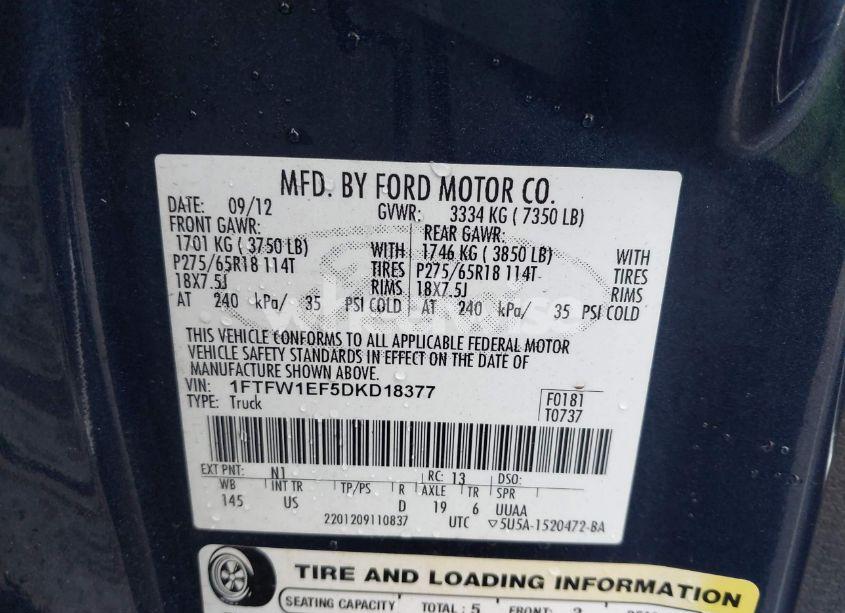 MFD. BY FORD MOTOR CO.
DATE: 09/12 GVWR: 3334 KG ( 7350 LB)
FRONT GAWR: REAR GAWR:
1701 KG ( 3750 LB) WITH 1746 KG ( 3850 LB) WITH
P275/65R18 114T TIRES P275/65R18 114T TIRES
18X7.5J RIMS 18X7.5J RIMS
AT 240 kPa/ 35 PSI COLD AT 240 kPa/ 35 PSI COLD
THIS VEHICLE CONFORMS TO ALL APPLICABLE FEDERAL MOTOR
VEHICLE SAFETY STANDARDS IN EFFECT ON THE DATE OF
MANUFACTURE SHOWN ABOVE.
VIN: 1FTFW1EF5DKD18377 F0181
TYPE: Truck T0737
EXT PNT: N1 RC: 13 DSO:
WB INT TR TP/PS R AXLE TR SPR
145 US D 19 6 UUAA
2201209110837 UTC ▽5U5A-1520472-BA
TIRE AND LOADING INFORMATION
SEATING CAPACITY TOTAL : 5 FRONT: 2